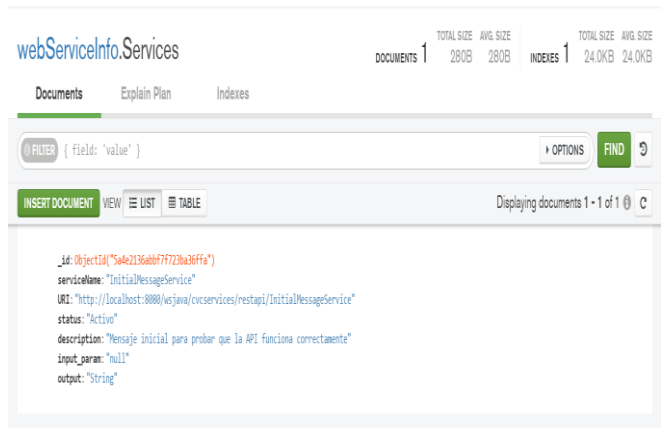 webServiceInfo.Services
DOCUMENTS 1 TOTAL SIZE 280B AVG. SIZE 280B INDEXES 1 TOTAL SIZE 24.0KB AVG. SIZE 24.0KB
Documents Explain Plan Indexes
FILTER { field: 'value' } OPTIONS FIND
INSERT DOCUMENT VIEW LIST TABLE Displaying documents 1 - 1 of 1
_id: ObjectId("5a4e2136abbf7f723ba36ffa")
serviceName: "InitialMessageService"
URI: "http://localhost:8080/wsjava/cvcservices/restapi/InitialMessageService"
status: "Activo"
description: "Mensaje inicial para probar que la API funciona correctamente"
input_param: "null"
output: "String"